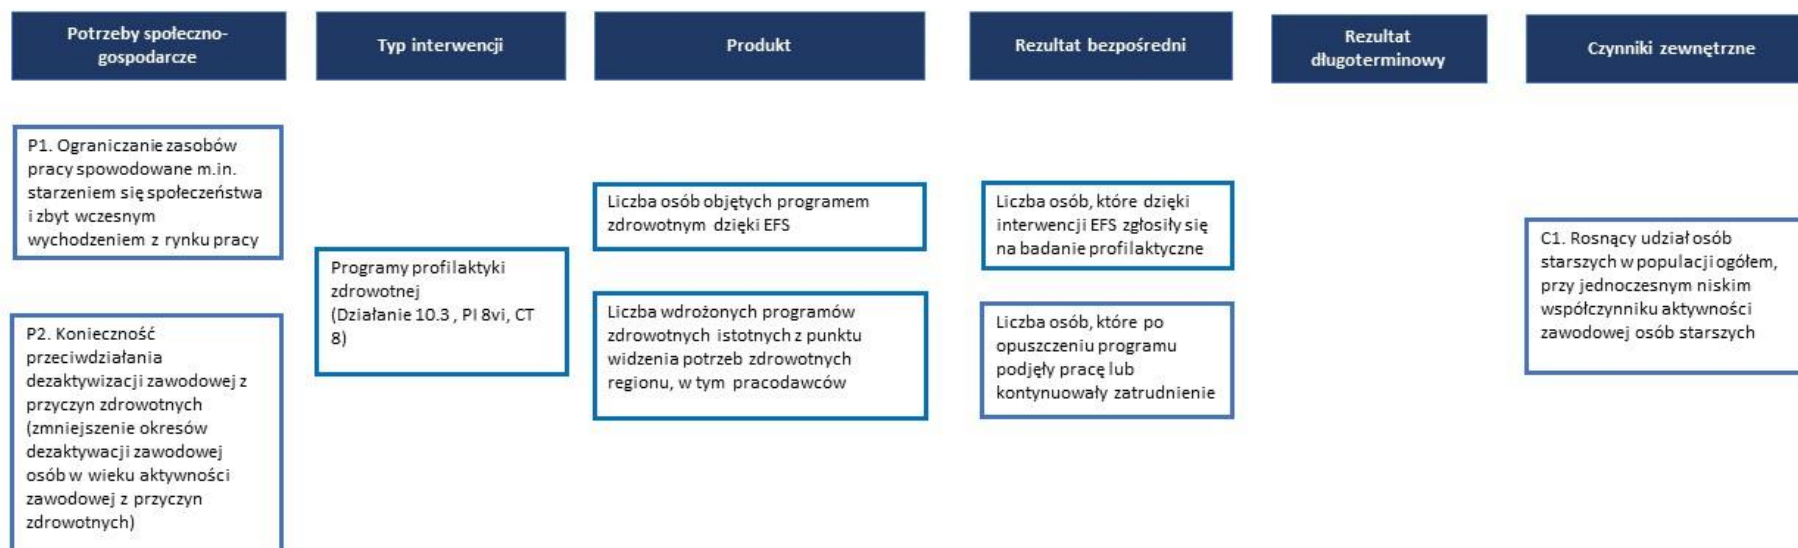 Potrzeby społeczno-
gospodarcze
Typ interwencji
Produkt
Rezultat bezpośredni
Rezultat
długoterminowy
Czynniki zewnętrzne
P1. Ograniczanie zasobów
pracy spowodowane m.in.
starzeniem się społeczeństwa
i zbyt wczesnym
wychodzeniem z rynku pracy
P2. Konieczność
przeciwdziałania
dezaktywizacji zawodowej z
przyczyn zdrowotnych
(zmniejszenie okresów
dezaktywacji zawodowej
osób w wieku aktywności
zawodowej z przyczyn
zdrowotnych)
Programy profilaktyki
zdrowotnej
(Działanie 10.3 , PI 8vi, CT
8)
Liczba osób objętych programem
zdrowotnym dzięki EFS
Liczba wdrożonych programów
zdrowotnych istotnych z punktu
widzenia potrzeb zdrowotnych
regionu, w tym pracodawców
Liczba osób, które dzięki
interwencji EFS zgłosiły się
na badanie profilaktyczne
Liczba osób, które po
opuszczeniu programu
podjęły pracę lub
kontynuowały zatrudnienie
C1. Rosnący udział osób
starszych w populacji ogółem,
przy jednoczesnym niskim
współczynniku aktywności
zawodowej osób starszych